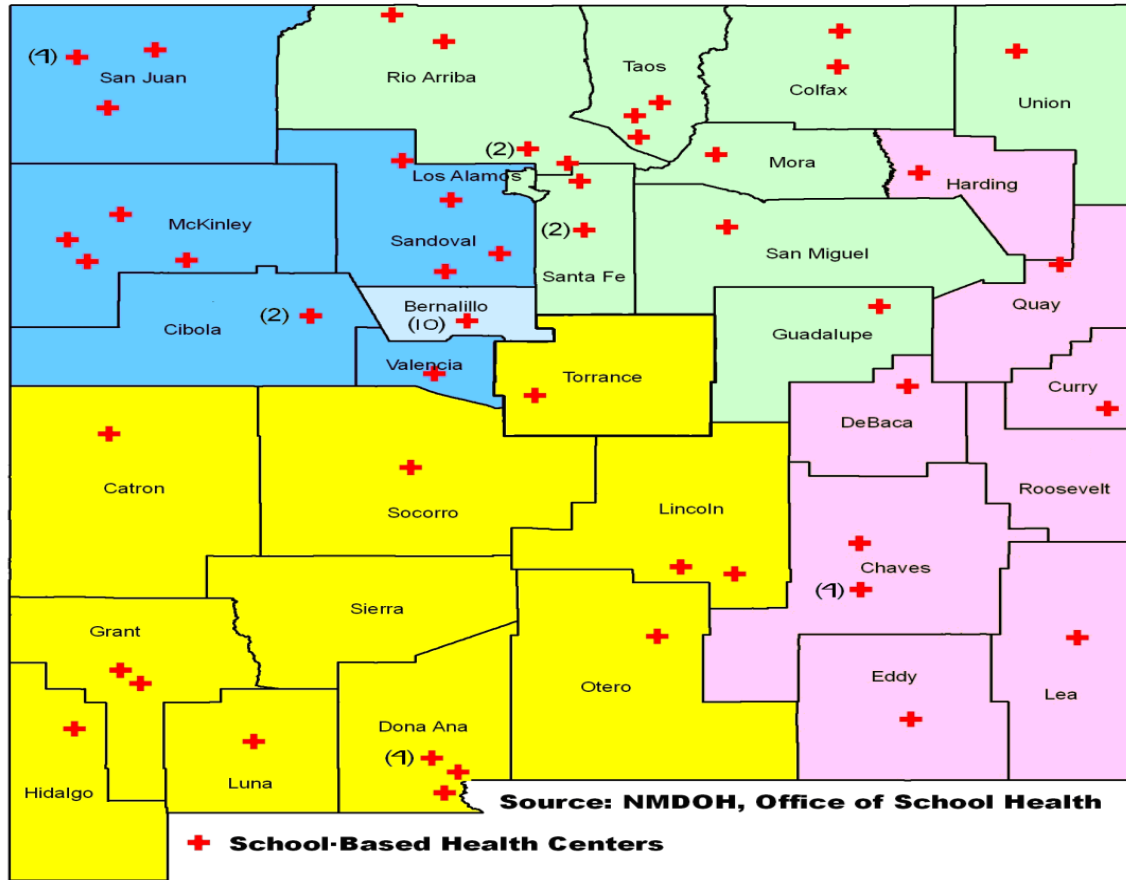 (4)
San Juan
Rio Arriba
Taos
Colfax
Union
(2)
Los Alamos
Mora
Harding
McKinley
Sandoval
(2)
Santa Fe
San Miguel
Quay
Cibola
(2)
Bernalillo
(10)
Guadalupe
Valencia
Torrance
Curry
DeBaca
Catron
Socorro
Lincoln
Roosevelt
Chaves
(4)
Sierra
Grant
Otero
Eddy
Lea
Dona Ana
(4)
Hidalgo
Luna
Source: NMDOH, Office of School Health
School-Based Health Centers